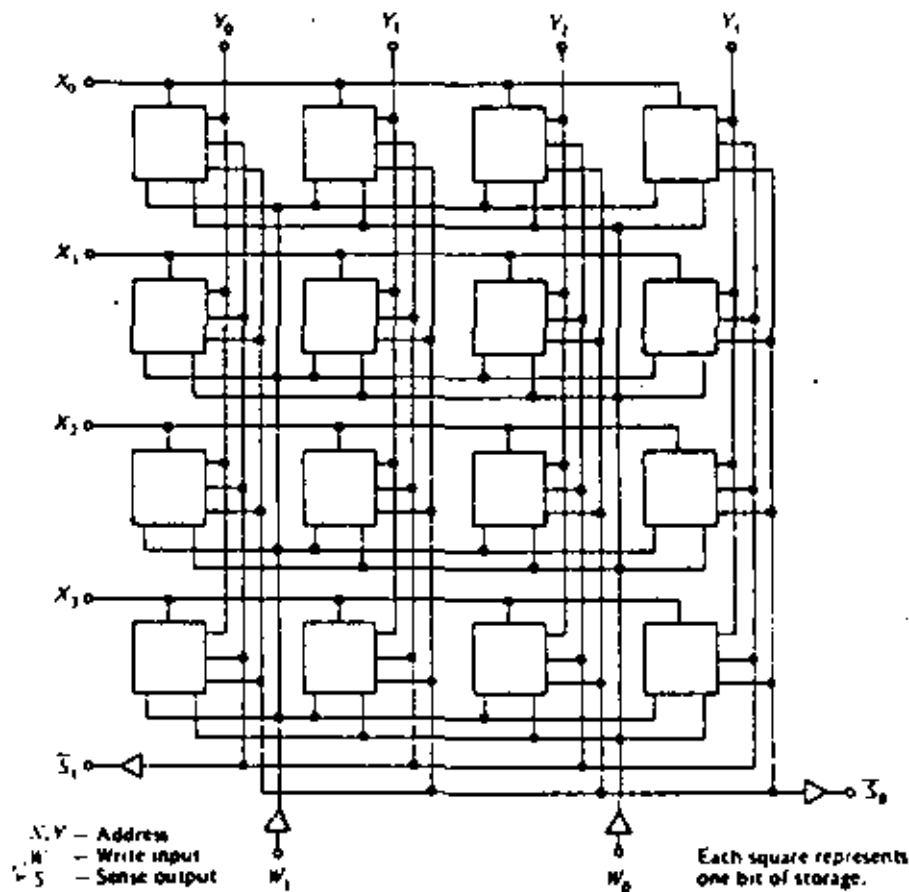 Y₀ Y₁ Y₂
X₀
X₁
X₂
X₃
S̅₁
S̅₀
X, Y – Address
W – Write input
S – Sense output
W₁ W₀
Each square represents
one bit of storage.